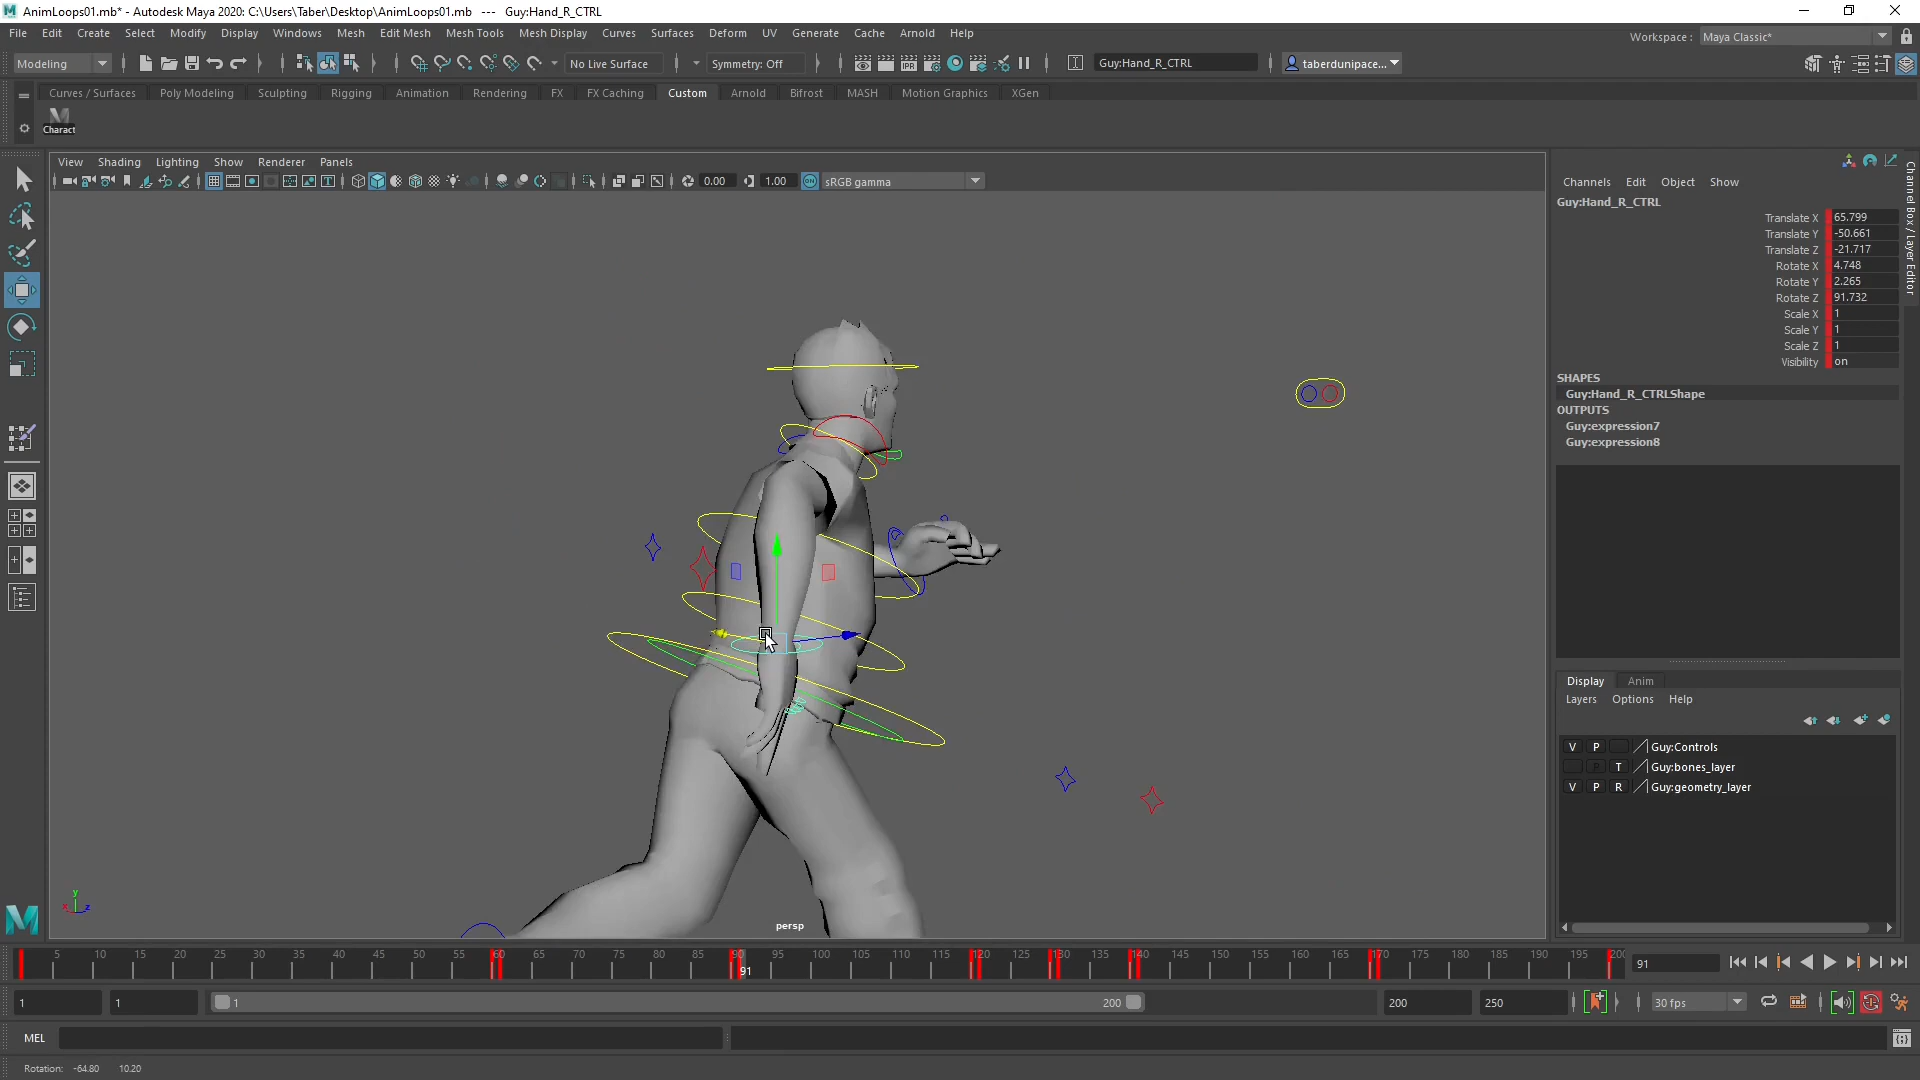 AnimLoops01.mb* - Autodesk Maya 2020: C:\Users\Taber\Desktop\AnimLoops01.mb --- Guy:Hand_R_CTRL
File Edit Create Select Modify Display Windows Mesh Edit Mesh Mesh Tools Mesh Display Curves Surfaces Deform UV Generate Cache Arnold Help
Workspace : Maya Classic*
Modeling No Live Surface Symmetry: Off Guy:Hand_R_CTRL taberdunipace...
Curves / Surfaces Poly Modeling Sculpting Rigging Animation Rendering FX FX Caching Custom Arnold Bifrost MASH Motion Graphics XGen
Charact
View Shading Lighting Show Renderer Panels
0.00 1.00 ON sRGB gamma
Channels Edit Object Show
Guy:Hand_R_CTRL
Translate X 65.799
Translate Y -50.661
Translate Z -21.717
Rotate X 4.748
Rotate Y 2.265
Rotate Z 91.732
Scale X 1
Scale Y 1
Scale Z 1
Visibility on
SHAPES
Guy:Hand_R_CTRLShape
OUTPUTS
Guy:expression7
Guy:expression8
Channel Box / Layer Editor
Display Anim
Layers Options Help
V P Guy:Controls
P T Guy:bones_layer
V P R Guy:geometry_layer
y
x z
persp
5 10 15 20 25 30 35 40 45 50 55 60 65 70 75 80 85 90 95 100 105 110 115 120 125 130 135 140 145 150 155 160 165 170 175 180 185 190 195 200
91
91
1 1 1 200 200 250 30 fps
MEL
Rotation: -64.80 10.20